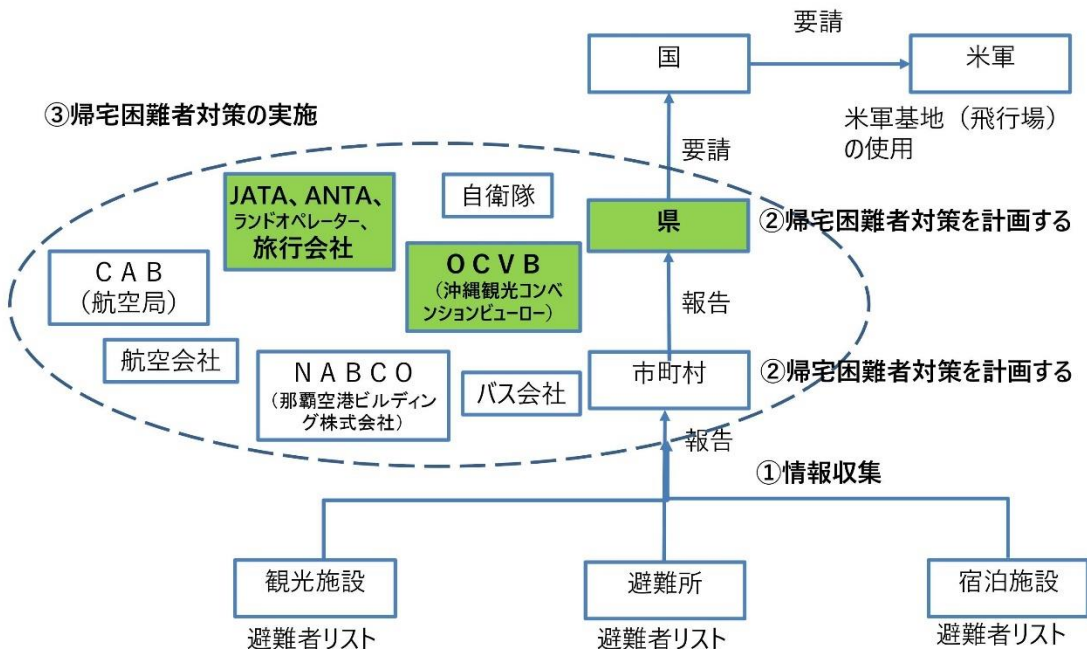 要請
国
米軍
③帰宅困難者対策の実施
米軍基地（飛行場）
の使用
要請
JATA、ANTA、
ランドオペレーター、
旅行会社
自衛隊
県
②帰宅困難者対策を計画する
CAB
（航空局）
OCVB
（沖縄観光コンベ
ンションビューロー）
報告
航空会社
NABCO
（那覇空港ビルディン
グ株式会社）
バス会社
市町村
②帰宅困難者対策を計画する
報告
①情報収集
観光施設
避難所
宿泊施設
避難者リスト
避難者リスト
避難者リスト